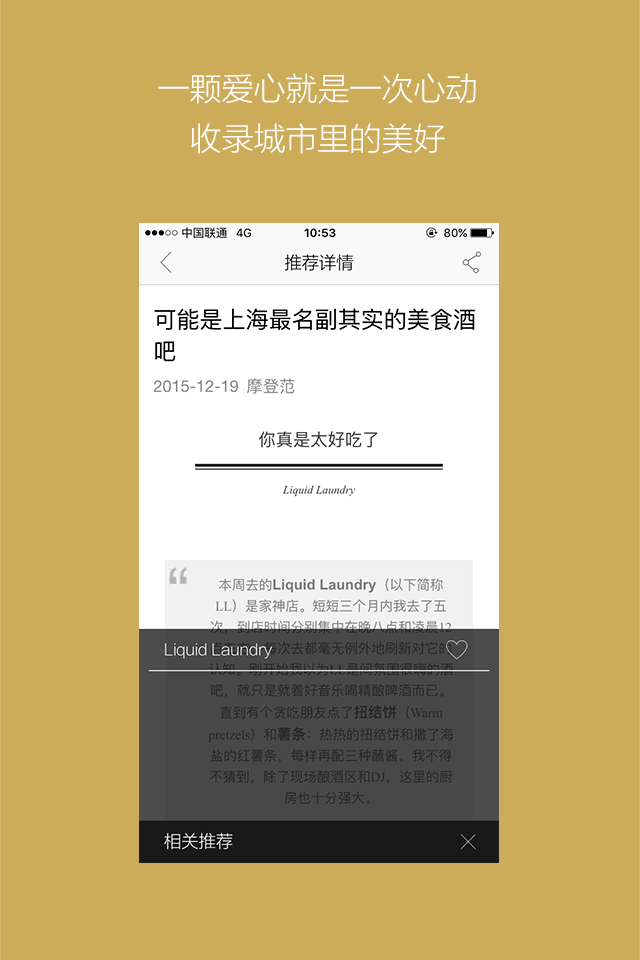 一颗爱心就是一次心动
收录城市里的美好
中国联通 4G 10:53 80%
推荐详情
可能是上海最名副其实的美食酒
吧
2015-12-19 摩登范
你真是太好吃了
Liquid Laundry
本周去的Liquid Laundry（以下简称
LL）是家神店。短短三个月内我去了五
次，到店时间分别集中在晚八点和凌晨12
每次去都毫无例外地刷新对它的
Liquid Laundry
认知。刚开始我以为LL是间氛围很嗨的酒
吧，就只是就着好音乐喝精酿啤酒而已。
直到有个贪吃朋友点了扭结饼（Warm
pretzels）和薯条：热热的扭结饼和撒了海
盐的红薯条，每样再配三种蘸酱。我不得
不猜到，除了现场酿酒区和DJ，这里的厨
房也十分强大。
相关推荐